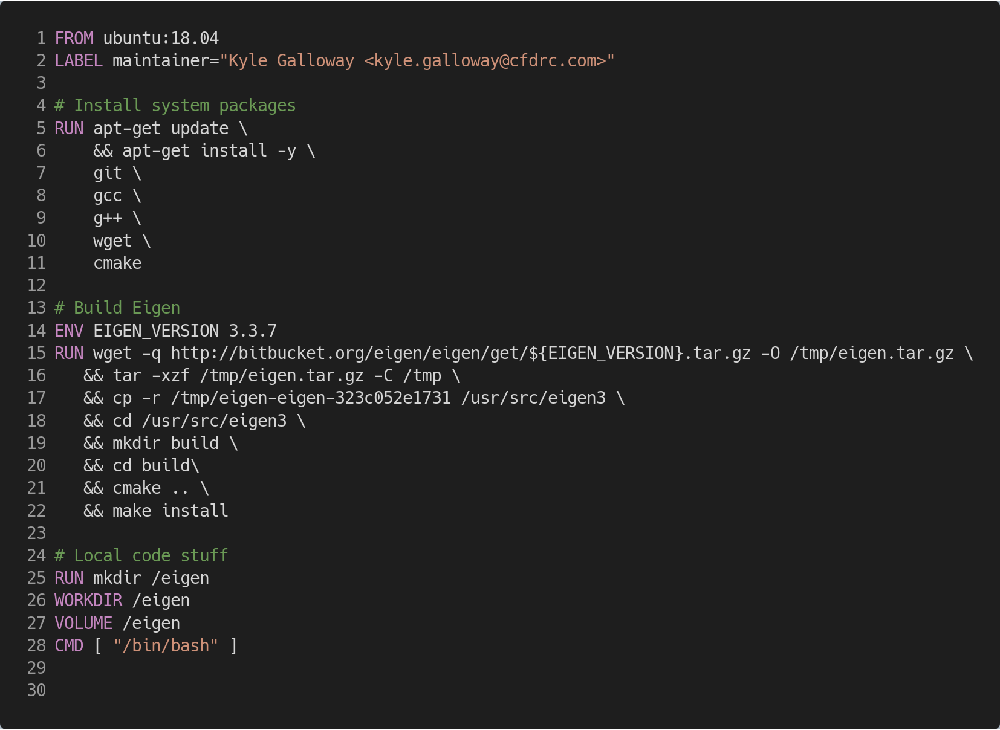 1 FROM ubuntu:18.04
2 LABEL maintainer="Kyle Galloway <kyle.galloway@cfdrc.com>"
3
4 # Install system packages
5 RUN apt-get update \
6     && apt-get install -y \
7     git \
8     gcc \
9     g++ \
10     wget \
11     cmake
12
13 # Build Eigen
14 ENV EIGEN_VERSION 3.3.7
15 RUN wget -q http://bitbucket.org/eigen/eigen/get/${EIGEN_VERSION}.tar.gz -O /tmp/eigen.tar.gz \
16    && tar -xzf /tmp/eigen.tar.gz -C /tmp \
17    && cp -r /tmp/eigen-eigen-323c052e1731 /usr/src/eigen3 \
18    && cd /usr/src/eigen3 \
19    && mkdir build \
20    && cd build\
21    && cmake .. \
22    && make install
23
24 # Local code stuff
25 RUN mkdir /eigen
26 WORKDIR /eigen
27 VOLUME /eigen
28 CMD [ "/bin/bash" ]
29
30